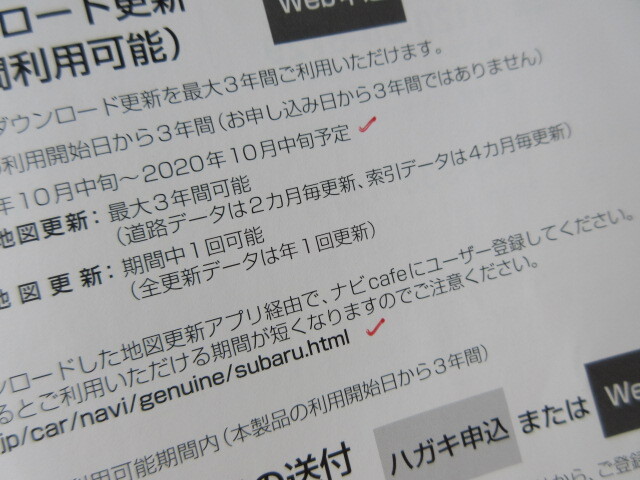 ロード更新
Web申込
間利用可能)
ダウンロード更新を最大3年間ご利用いただけます。
利用開始日から3年間(お申し込み日から3年間ではありません)
年10月中旬〜2020年10月中旬予定
地図更新:最大3年間可能
(道路データは2カ月毎更新、索引データは4カ月毎更新)
地図更新:期間中1回可能
(全更新データは年1回更新)
ンロードした地図更新アプリ経由で、ナビcafeにユーザー登録してください。
るとご利用いただける期間が短くなりますのでご注意ください。
jp/car/navi/genuine/subaru.html
利用可能期間内(本製品の利用開始日から3年間)
の送付 ハガキ申込 または We
から、ご登録